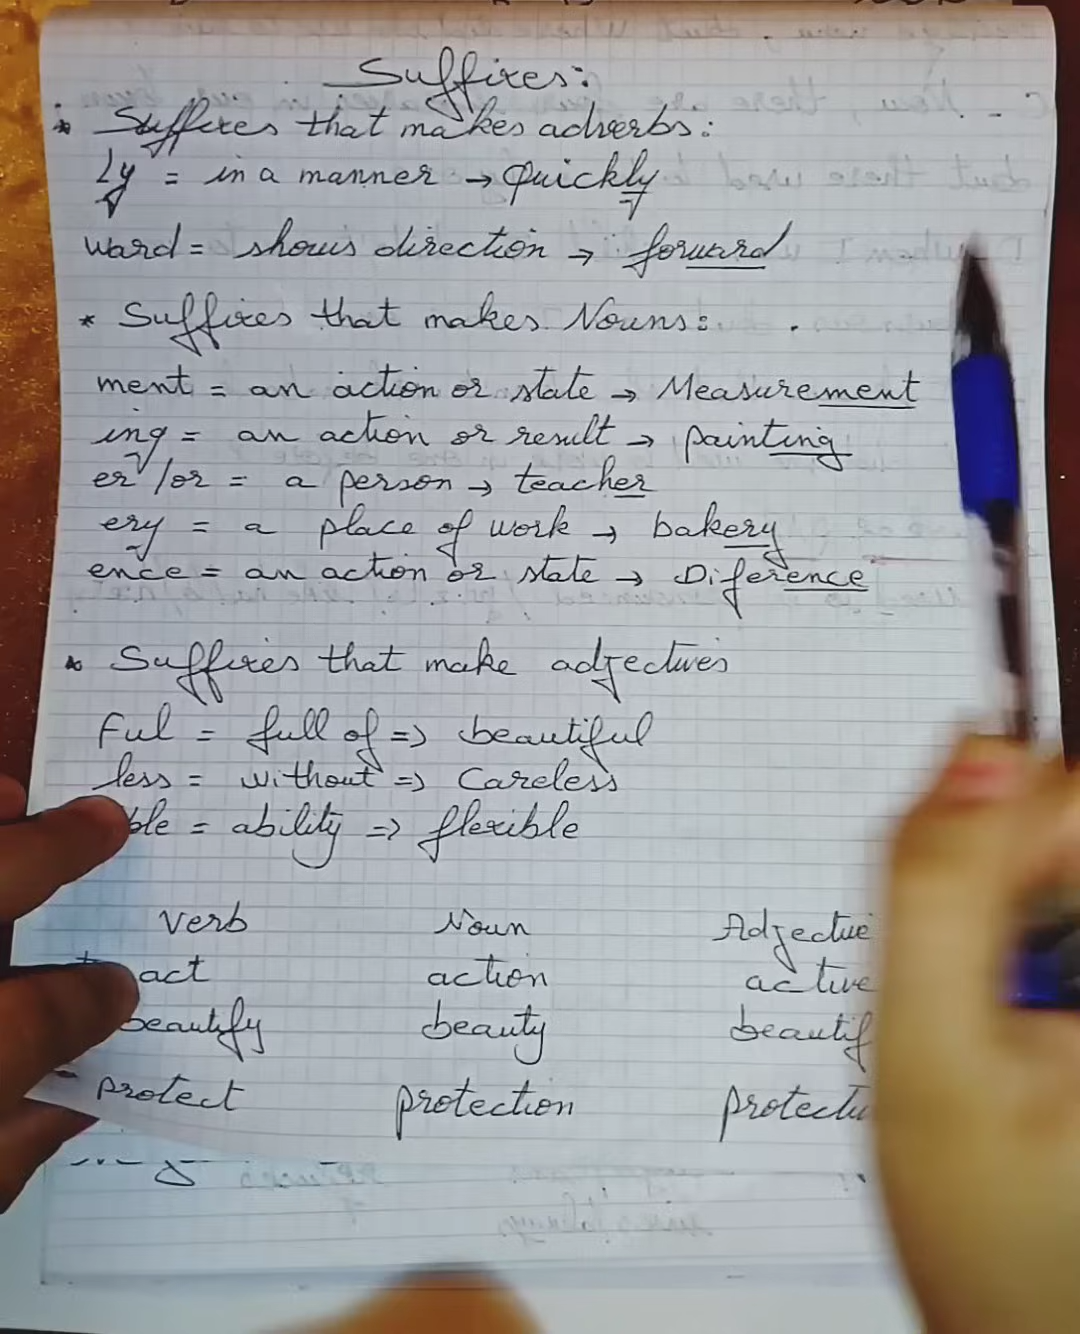 Suffixes:
* Suffixes that makes adverbs:
Ly = in a manner → Quickly
ward = shows direction → forward
* Suffixes that makes Nouns:
ment = an action or state → Measurement
ing = an action or result → painting
er /or = a person → teacher
ery = a place of work → bakery
ence = an action or state → Diference
* Suffixes that make adjectives
Ful = full of => beautiful
less = without => Careless
ble = ability => flexible
Verb Noun Adjective
act action active
beautify beauty beautif
protect protection protecti